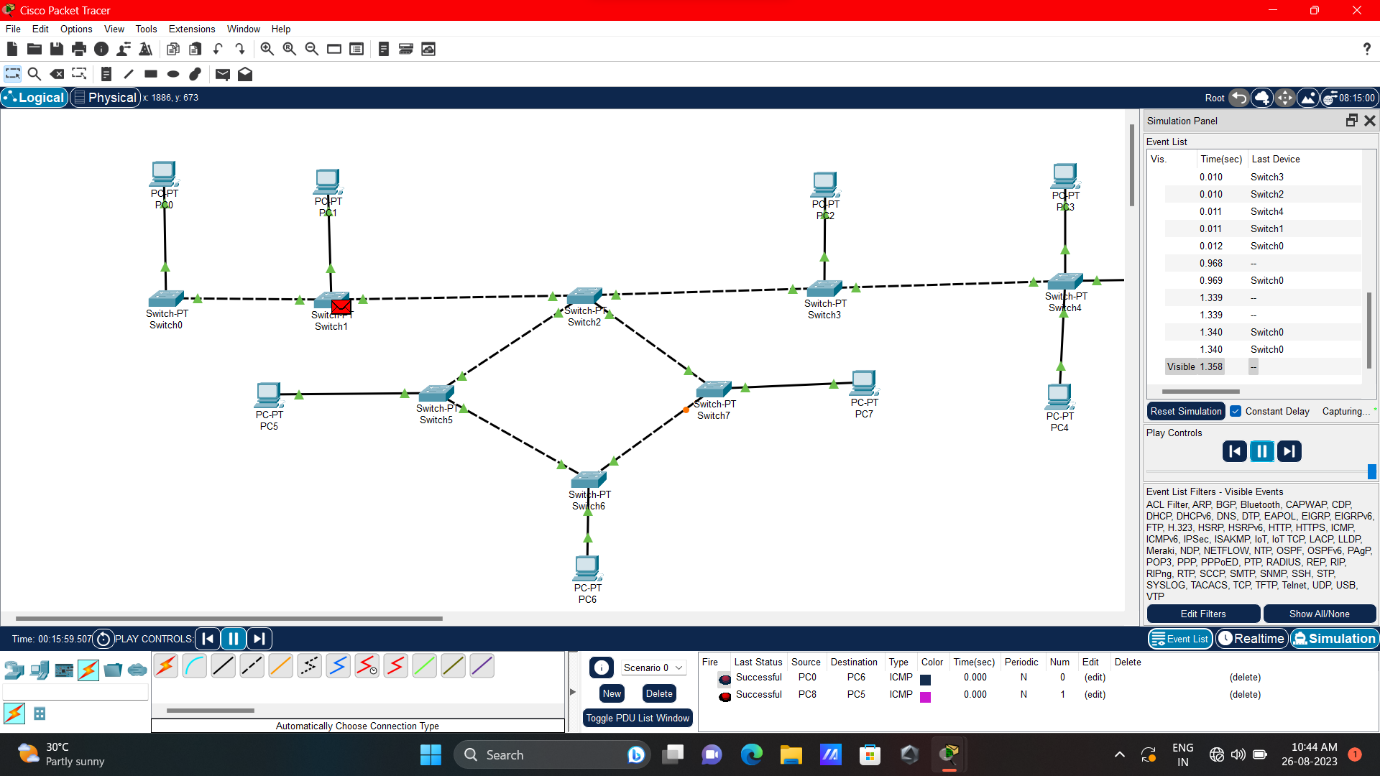 Cisco Packet Tracer
File Edit Options View Tools Extensions Window Help
Logical Physical x: 1886, y: 673 Root 08:15:00
PC-PT
PC0
PC-PT
PC1
PC-PT
PC2
PC-PT
PC3
Switch-PT
Switch0
Switch-PT
Switch1
Switch-PT
Switch2
Switch-PT
Switch3
Switch-PT
Switch4
PC-PT
PC5
Switch-PT
Switch5
Switch-PT
Switch7
PC-PT
PC7
PC-PT
PC4
Switch-PT
Switch6
PC-PT
PC6
Simulation Panel
Event List
Vis. Time(sec) Last Device
0.010 Switch3
0.010 Switch2
0.011 Switch4
0.011 Switch1
0.012 Switch0
0.968 --
0.969 Switch0
1.339 --
1.339 --
1.340 Switch0
1.340 Switch0
Visible 1.358 --
Reset Simulation Constant Delay Capturing...
Play Controls
Event List Filters - Visible Events
ACL Filter, ARP, BGP, Bluetooth, CAPWAP, CDP,
DHCP, DHCPv6, DNS, DTP, EAPOL, EIGRP, EIGRPv6,
FTP, H.323, HSRP, HSRPv6, HTTP, HTTPS, ICMP,
ICMPv6, IPSec, ISAKMP, IoT, IoT TCP, LACP, LLDP,
Meraki, NDP, NETFLOW, NTP, OSPF, OSPFv6, PAgP,
POP3, PPP, PPPoED, PTP, RADIUS, REP, RIP,
RIPng, RTP, SCCP, SMTP, SNMP, SSH, STP,
SYSLOG, TACACS, TCP, TFTP, Telnet, UDP, USB,
VTP
Edit Filters Show All/None
Time: 00:15:59.507 PLAY CONTROLS: Event List Realtime Simulation
Automatically Choose Connection Type
Scenario 0
New Delete
Toggle PDU List Window
Fire Last Status Source Destination Type Color Time(sec) Periodic Num Edit Delete
Successful PC0 PC6 ICMP 0.000 N 0 (edit) (delete)
Successful PC8 PC5 ICMP 0.000 N 1 (edit) (delete)
30°C
Partly sunny
Search
ENG
IN
10:44 AM
26-08-2023
1